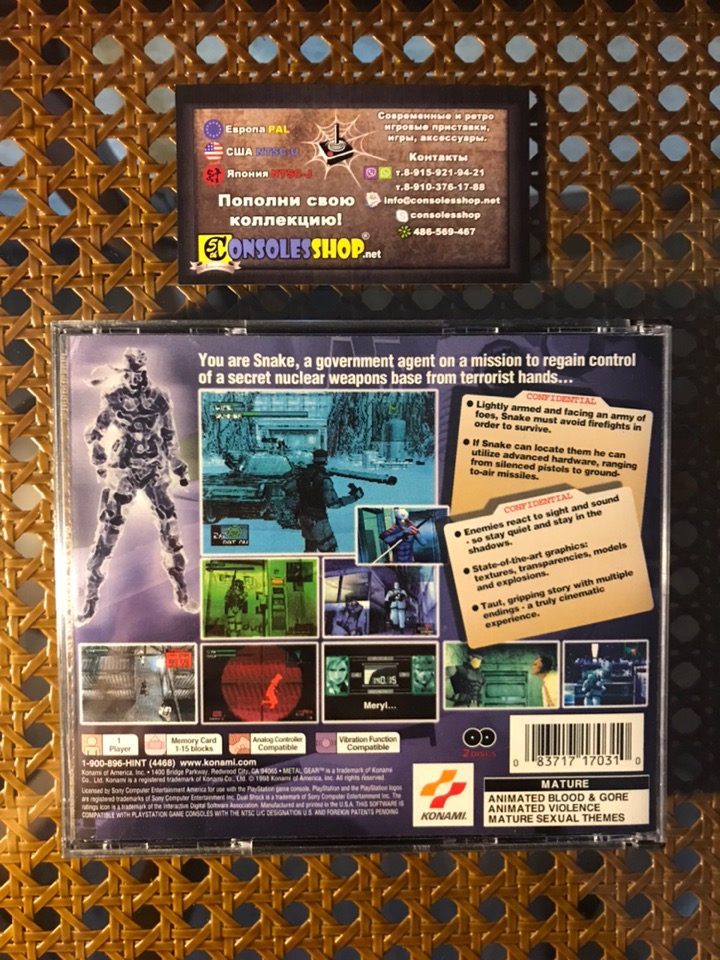 Европа PAL
США NTSC-U
Япония NTSC-J
Пополни свою
коллекцию!
CONSOLESSHOP.net
Современные и ретро
игровые приставки,
игры, аксессуары.
Контакты
т.8-915-921-94-21
т.8-910-376-17-88
info@consolesshop.net
consolesshop
486-569-467
You are Snake, a government agent on a mission to regain control
of a secret nuclear weapons base from terrorist hands...
CONFIDENTIAL
• Lightly armed and facing an army of
foes, Snake must avoid firefights in
order to survive.
• If Snake can locate them he can
utilize advanced hardware, ranging
from silenced pistols to ground-
to-air missiles.
CONFIDENTIAL
• Enemies react to sight and sound
- so stay quiet and stay in the
shadows.
• State-of-the-art graphics:
textures, transparencies, models
and explosions.
• Taut, gripping story with multiple
endings - a truly cinematic
experience.
140.15
Meryl...
1
Player
Memory Card
1-15 blocks
Analog Controller
Compatible
Vibration Function
Compatible
2 DISCS
0 83717 17031 0
1-900-896-HINT (4468) www.konami.com
Konami of America, Inc. • 1400 Bridge Parkway, Redwood City, CA 94065 • METAL GEAR™ is a trademark of Konami
Co., Ltd. Konami is a registered trademark of Konami Co., Ltd. © 1998 Konami of America, Inc. All rights reserved.
Licensed by Sony Computer Entertainment America for use with the PlayStation game console. PlayStation and the PlayStation logos
are registered trademarks of Sony Computer Entertainment Inc. Dual Shock is a trademark of Sony Computer Entertainment Inc. The
ratings icon is a trademark of the Interactive Digital Software Association. Manufactured and printed in the U.S.A. THIS SOFTWARE IS
COMPATIBLE WITH PLAYSTATION GAME CONSOLES WITH THE NTSC U/C DESIGNATION U.S. AND FOREIGN PATENTS PENDING
KONAMI
MATURE
ANIMATED BLOOD & GORE
ANIMATED VIOLENCE
MATURE SEXUAL THEMES